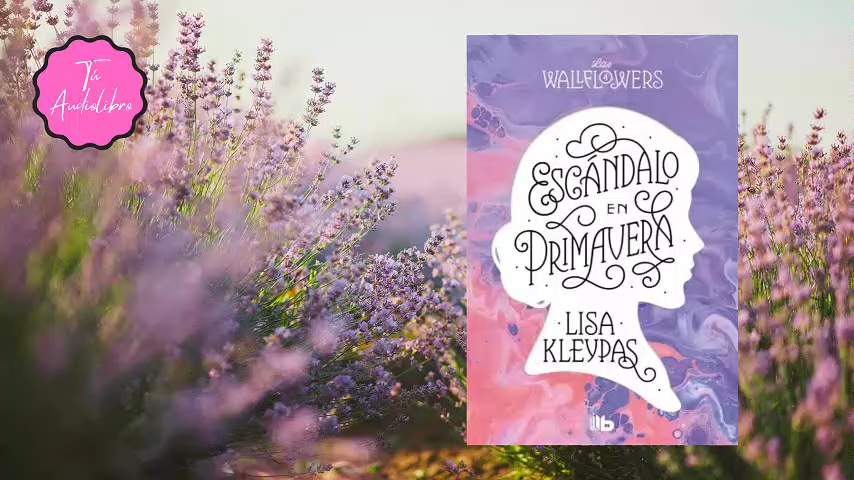 Tú
Audiolibro
Las
WALLFLOWERS
ESCÁNDALO
EN
PRIMAVERA
LISA
KLEYPAS
b